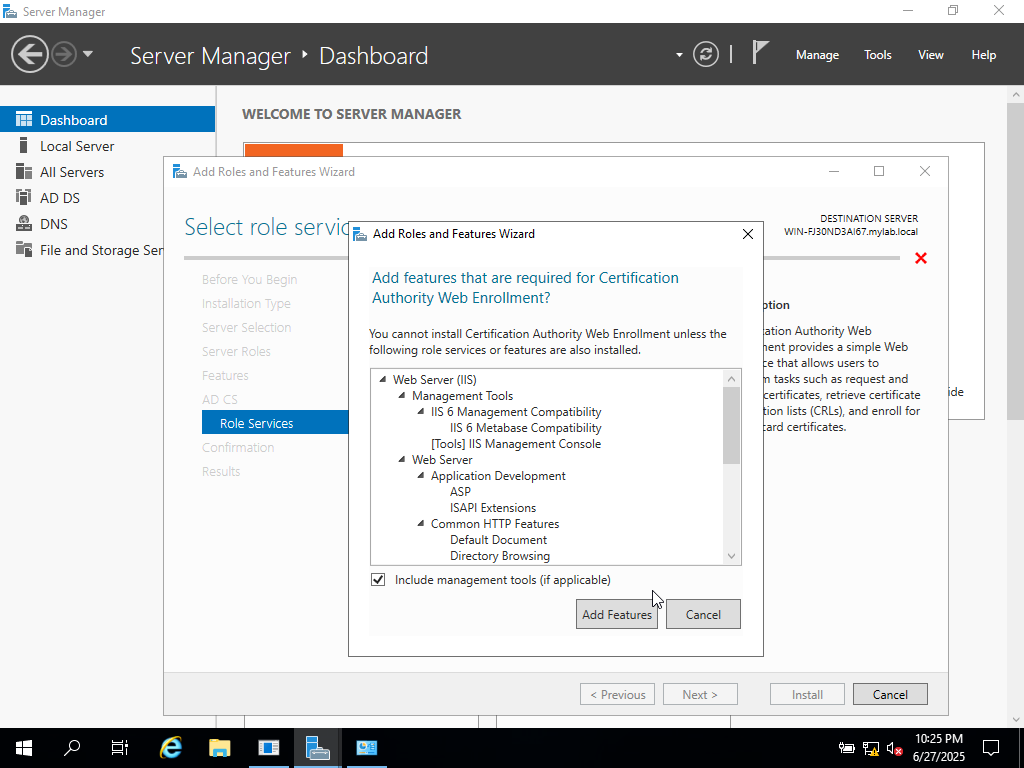 Server Manager
Server Manager ‣ Dashboard
Manage
Tools
View
Help
Dashboard
Local Server
All Servers
AD DS
DNS
File and Storage Ser
WELCOME TO SERVER MANAGER
Add Roles and Features Wizard
Select role servic
DESTINATION SERVER
WIN-FJ30ND3AI67.mylab.local
Before You Begin
Installation Type
Server Selection
Server Roles
Features
AD CS
Role Services
Confirmation
Results
Add Roles and Features Wizard
Add features that are required for Certification
Authority Web Enrollment?
You cannot install Certification Authority Web Enrollment unless the
following role services or features are also installed.
Web Server (IIS)
Management Tools
IIS 6 Management Compatibility
IIS 6 Metabase Compatibility
[Tools] IIS Management Console
Web Server
Application Development
ASP
ISAPI Extensions
Common HTTP Features
Default Document
Directory Browsing
Include management tools (if applicable)
Add Features
Cancel
ption
ation Authority Web
ment provides a simple Web
ce that allows users to
m tasks such as request and
certificates, retrieve certificate
tion lists (CRLs), and enroll for
card certificates.
ide
< Previous
Next >
Install
Cancel
10:25 PM
6/27/2025